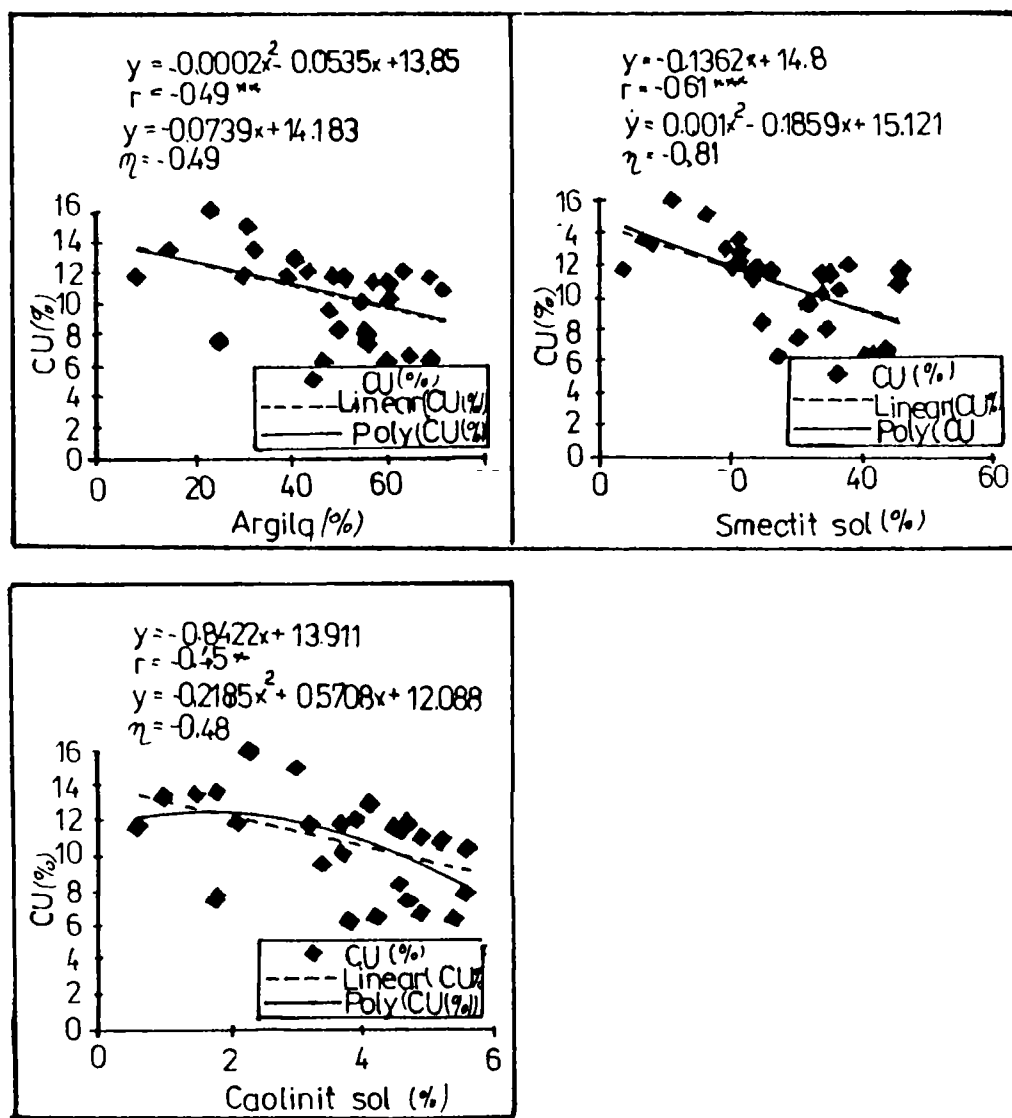 y = -0.0002x² - 0.0535x + 13.85
r = -0.49 **
y = -0.0739x + 14.183
η = -0.49
CU (%)
16
14
12
10
8
6
4
2
0
CU (%)
Linear (CU (%))
Poly (CU (%)
0 20 40 60
Argila (%)
y = -0.1362x + 14.8
r = -0.61 ***
y = 0.001x² - 0.1859x + 15.121
η = -0,81
CU (%)
16
14
12
10
8
6
4
2
0
CU (%)
Linear (CU%
Poly (CU
0 0 40 60
Smectit sol (%)
y = -0.8422x + 13.911
r = *
y = -0.2185x² + 0.5708x + 12.088
η = -0.48
CU (%)
16
14
12
10
8
6
4
2
0
CU (%)
Linear ( CU%
Poly (CU (%))
0 2 4 6
Caolinit sol (%)